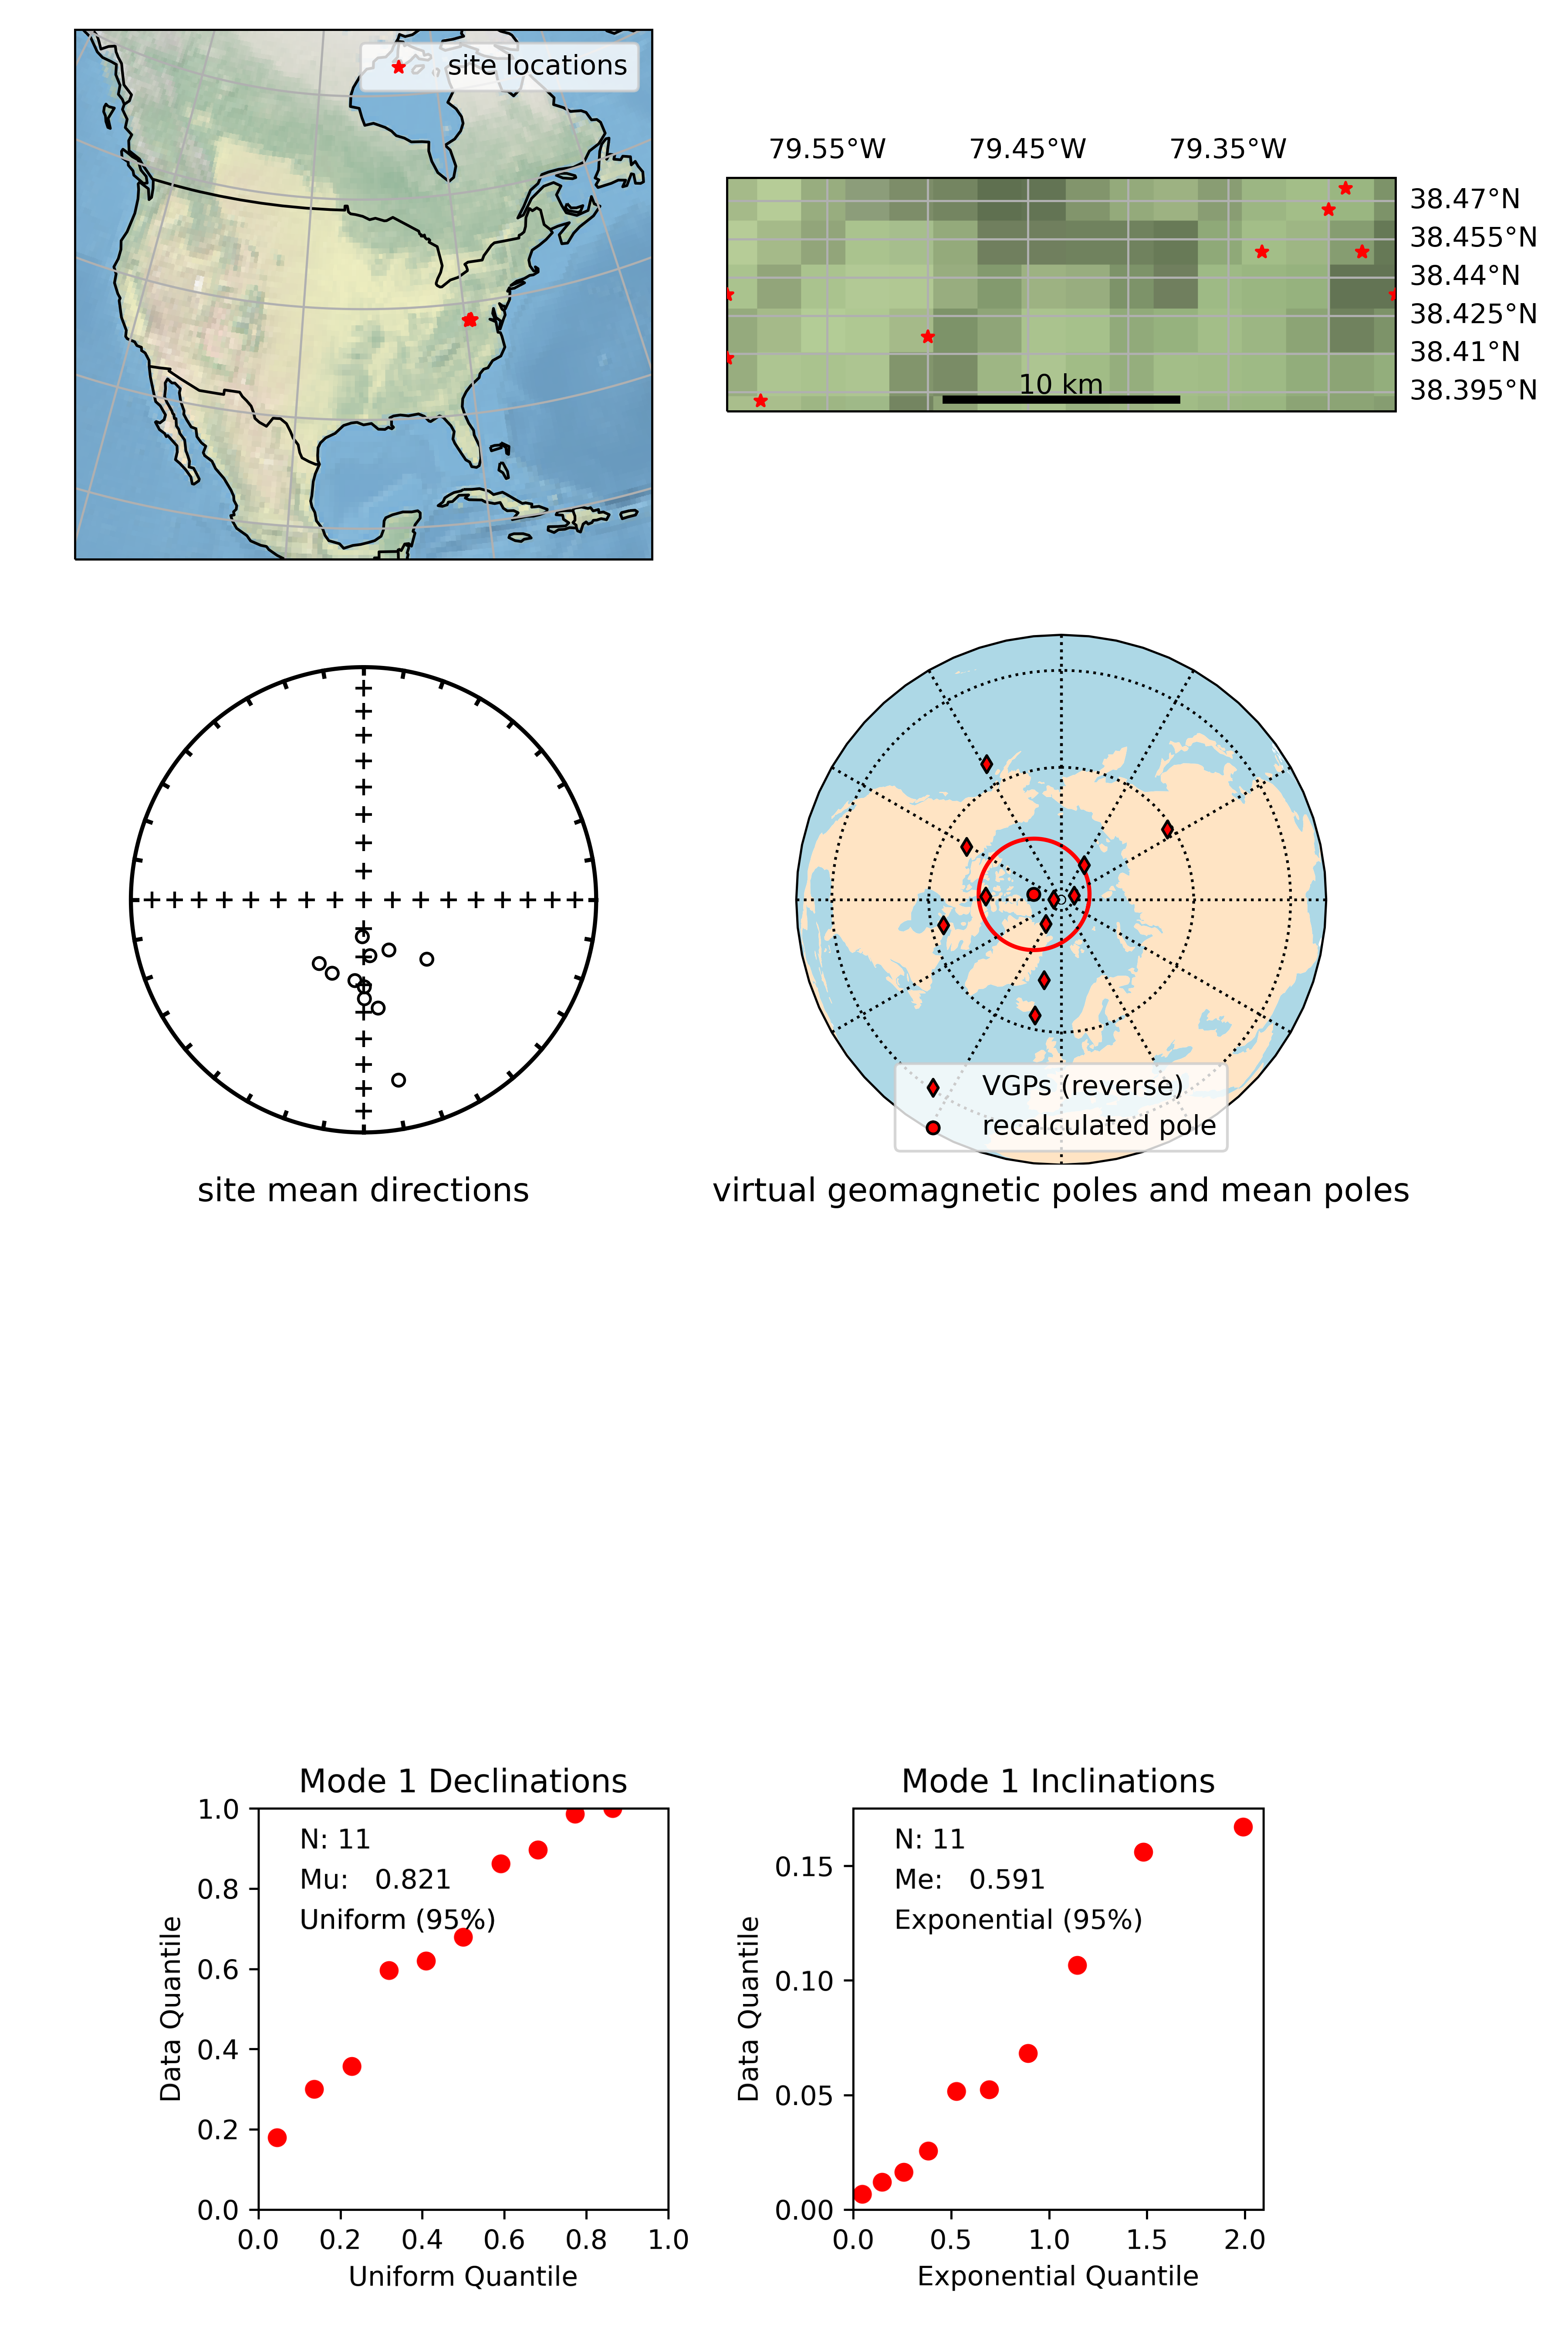 site locations
79.55°W 79.45°W 79.35°W
38.47°N
38.455°N
38.44°N
38.425°N
38.41°N
38.395°N
10 km
site mean directions
VGPs (reverse)
recalculated pole
virtual geomagnetic poles and mean poles
Mode 1 Declinations
N: 11
Mu: 0.821
Uniform (95%)
Data Quantile
1.0
0.8
0.6
0.4
0.2
0.0
0.0 0.2 0.4 0.6 0.8 1.0
Uniform Quantile
Mode 1 Inclinations
N: 11
Me: 0.591
Exponential (95%)
Data Quantile
0.15
0.10
0.05
0.00
0.0 0.5 1.0 1.5 2.0
Exponential Quantile